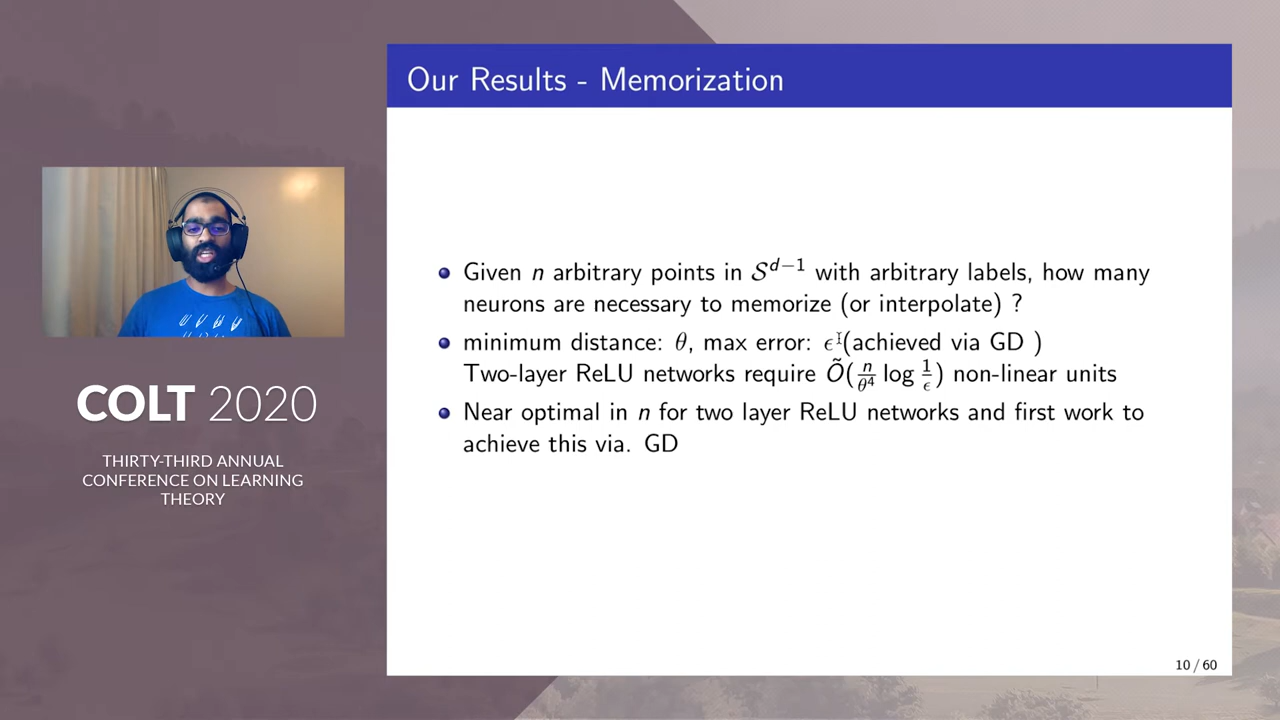 Our Results - Memorization
Given n arbitrary points in 𝒮^{d−1} with arbitrary labels, how many
neurons are necessary to memorize (or interpolate) ?
minimum distance: θ, max error: ϵ (achieved via GD )
Two-layer ReLU networks require Õ(n/θ⁴ log 1/ϵ) non-linear units
Near optimal in n for two layer ReLU networks and first work to
achieve this via. GD
10 / 60
COLT 2020
THIRTY-THIRD ANNUAL
CONFERENCE ON LEARNING
THEORY